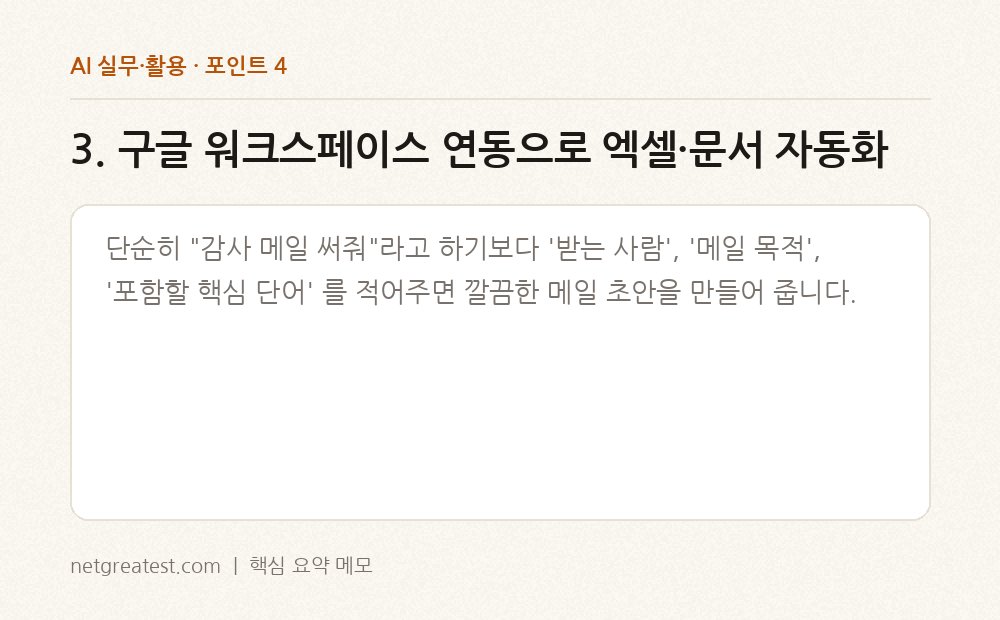 AI 실무·활용 · 포인트 4
3. 구글 워크스페이스 연동으로 엑셀·문서 자동화
단순히 "감사 메일 써줘"라고 하기보다 '받는 사람', '메일 목적',
'포함할 핵심 단어' 를 적어주면 깔끔한 메일 초안을 만들어 줍니다.
netgreatest.com | 핵심 요약 메모